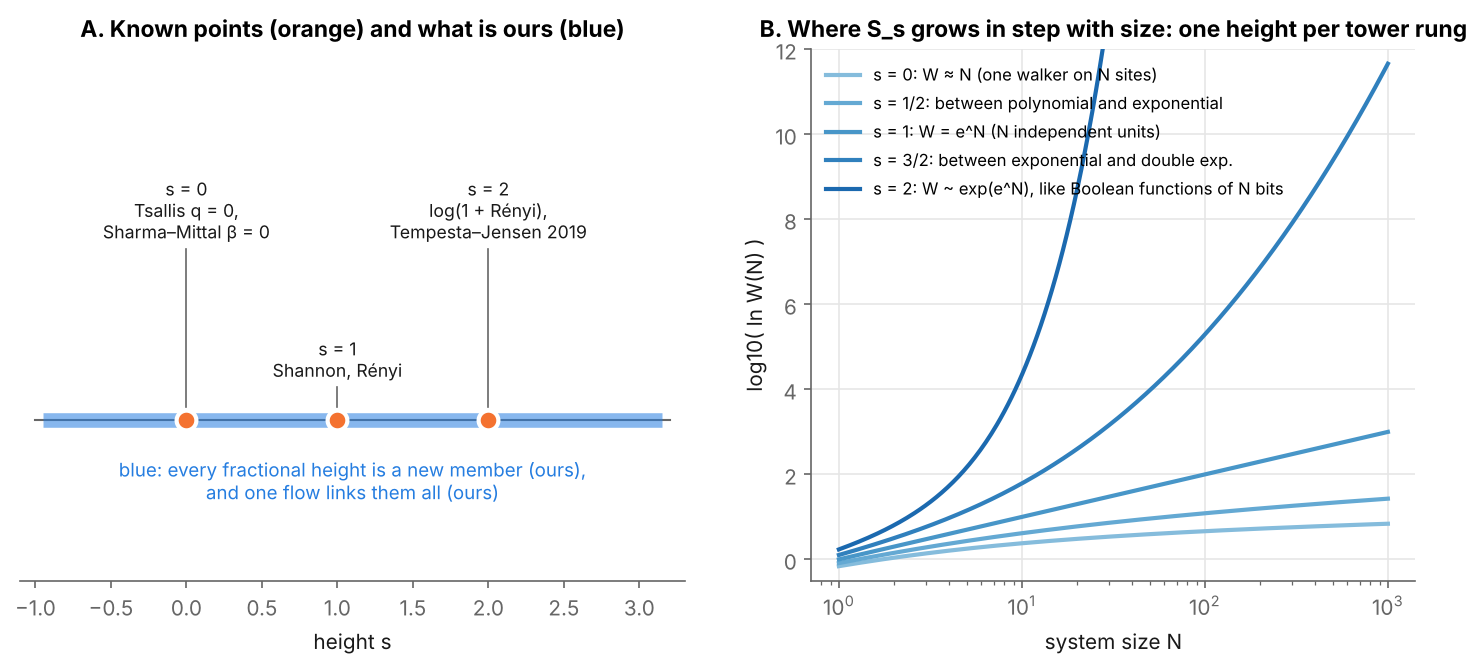 A. Known points (orange) and what is ours (blue)
s = 0
Tsallis q = 0,
Sharma–Mittal β = 0
s = 2
log(1 + Rényi),
Tempesta–Jensen 2019
s = 1
Shannon, Rényi
blue: every fractional height is a new member (ours),
and one flow links them all (ours)
−1.0 −0.5 0.0 0.5 1.0 1.5 2.0 2.5 3.0
height s
B. Where S_s grows in step with size: one height per tower rung
s = 0: W ≈ N (one walker on N sites)
s = 1/2: between polynomial and exponential
s = 1: W = e^N (N independent units)
s = 3/2: between exponential and double exp.
s = 2: W ~ exp(e^N), like Boolean functions of N bits
log10( ln W(N) )
12
10
8
6
4
2
0
10⁰ 10¹ 10² 10³
system size N